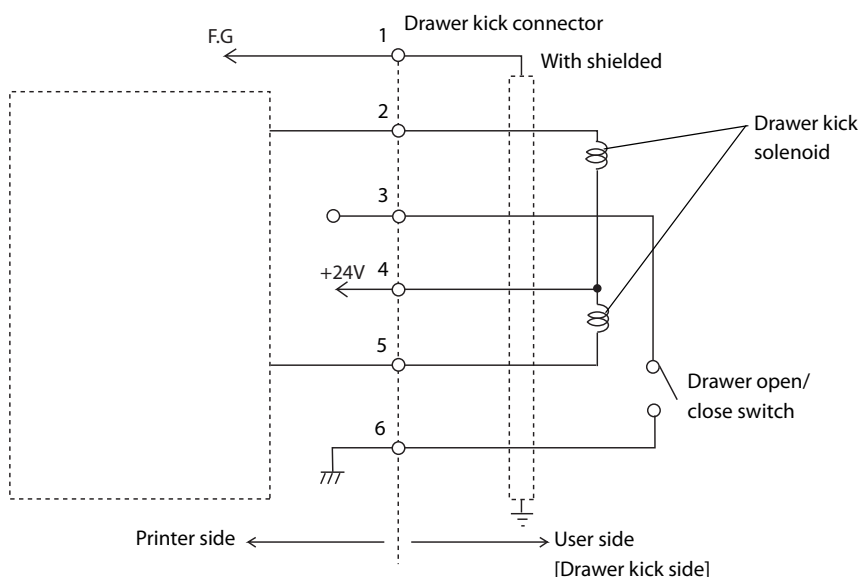 Drawer kick connector
F.G
1
With shielded
2
Drawer kick
solenoid
3
+24V
4
5
Drawer open/
close switch
6
Printer side
User side
[Drawer kick side]